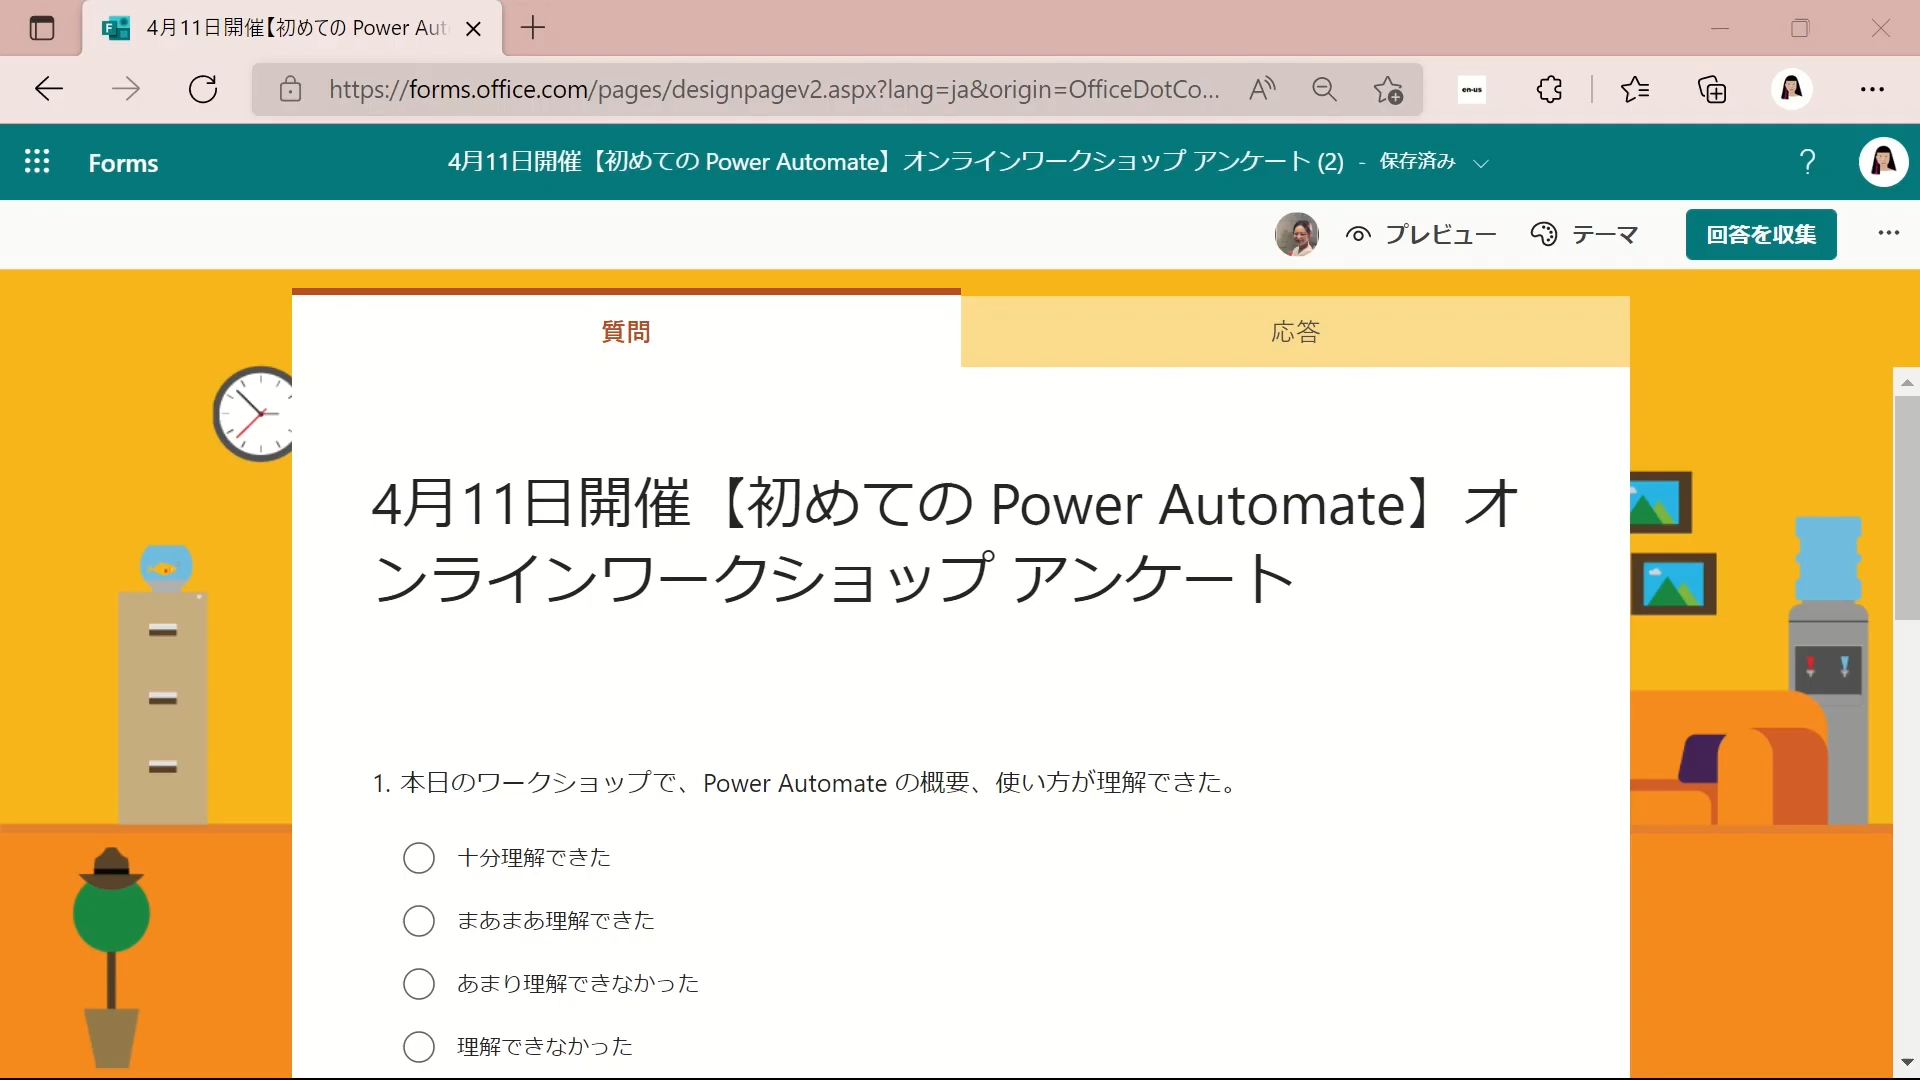 4月11日開催【初めての Power Aut
https://forms.office.com/pages/designpagev2.aspx?lang=ja&origin=OfficeDotCo...
en-us
Forms
4月11日開催【初めての Power Automate】オンラインワークショップ アンケート (2) - 保存済み
?
プレビュー
テーマ
回答を収集
質問
応答
4月11日開催【初めての Power Automate】オ
ンラインワークショップ アンケート
1. 本日のワークショップで、Power Automate の概要、使い方が理解できた。
十分理解できた
まあまあ理解できた
あまり理解できなかった
理解できなかった